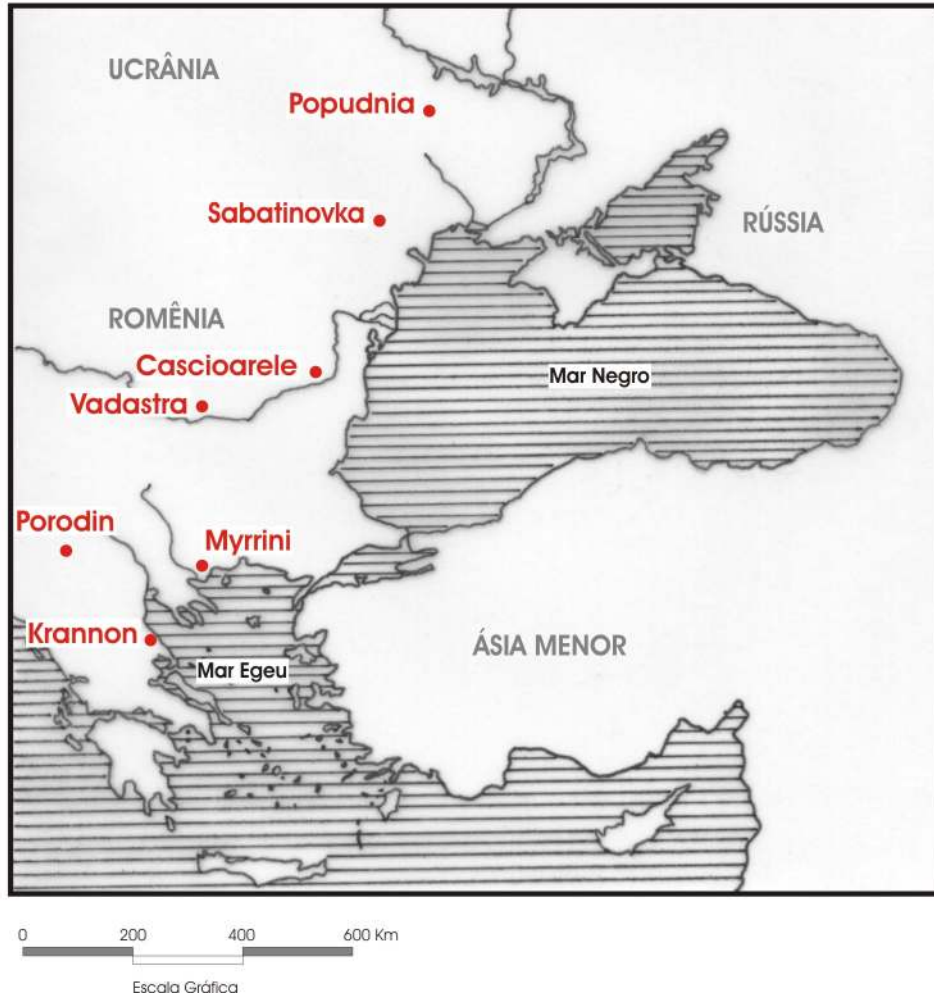 UCRÂNIA
Popudnia
Sabatinovka
RÚSSIA
ROMÊNIA
Cascioarele
Mar Negro
Vadastra
Porodin
Myrrini
Krannon
ÁSIA MENOR
Mar Egeu
0 200 400 600 Km
Escala Gráfica